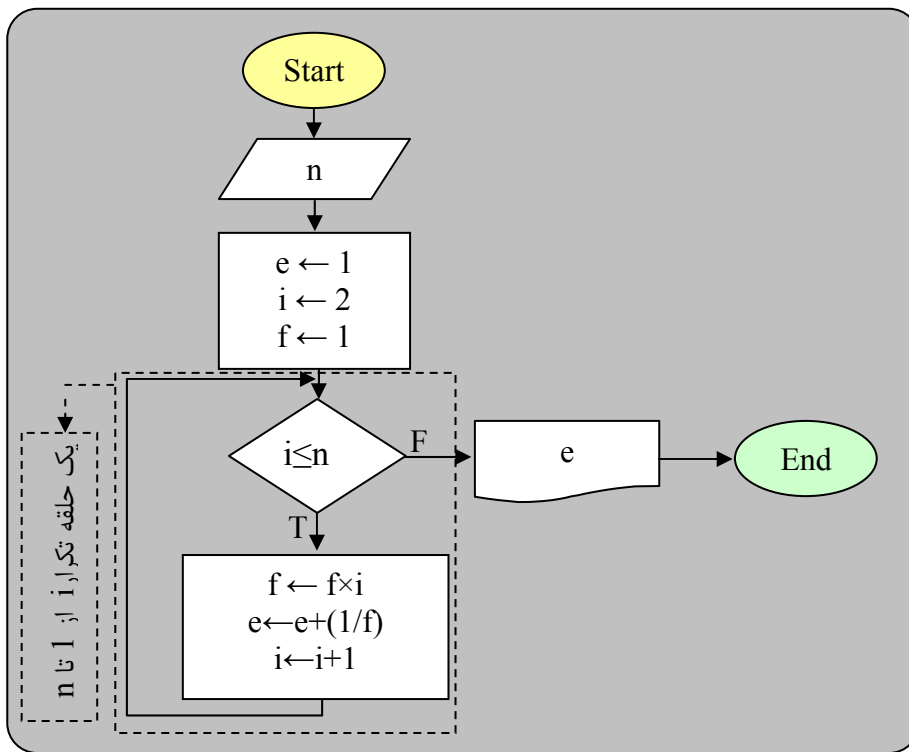 Start
n
e ← 1
i ← 2
f ← 1
i≤n
F
T
e
End
f ← f×i
e←e+(1/f)
i←i+1
یک حلقه تکرار i از 1 تا n